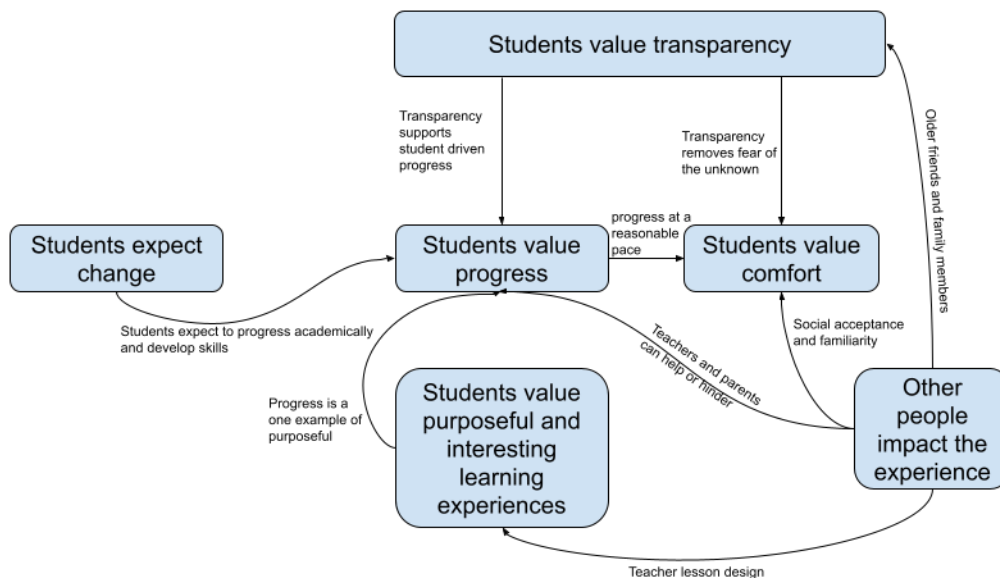 Students value transparency
Transparency
supports
student driven
progress
Transparency
removes fear of
the unknown
Older friends and family members
Students expect
change
Students value
progress
progress at a
reasonable
pace
Students value
comfort
Students expect to progress academically
and develop skills
Teachers and parents
can help or hinder
Social acceptance
and familiarity
Progress is a
one example of
purposeful
Students value
purposeful and
interesting
learning
experiences
Other
people
impact the
experience
Teacher lesson design